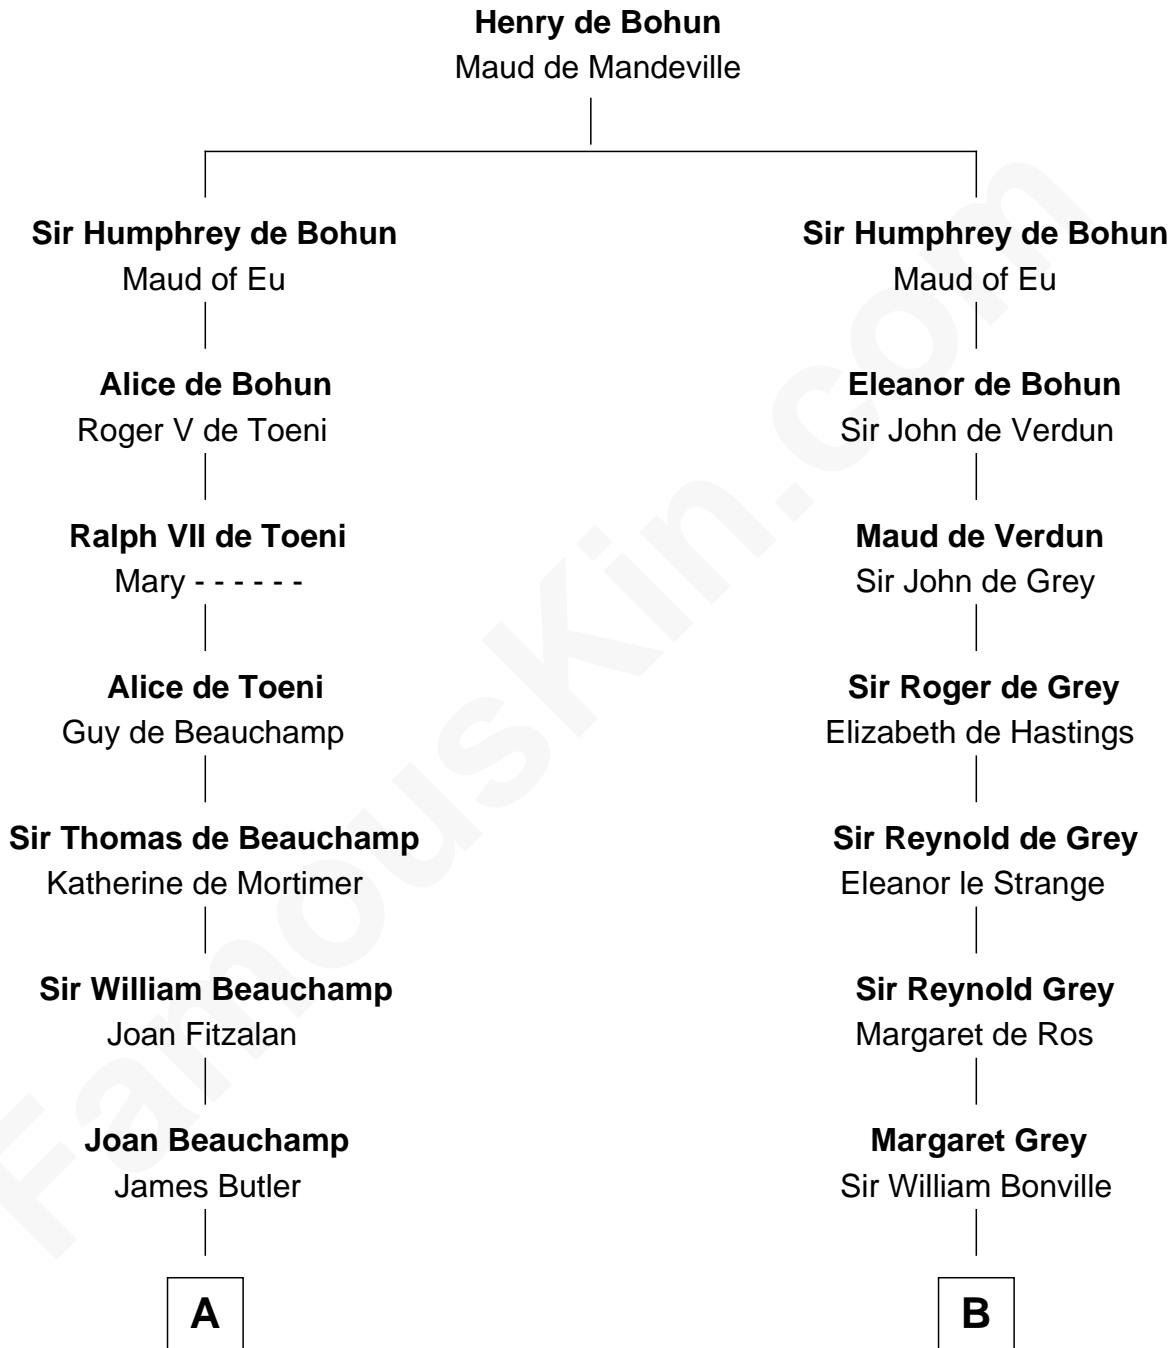 Henry de Bohun
Maud de Mandeville
Sir Humphrey de Bohun
Maud of Eu
Sir Humphrey de Bohun
Maud of Eu
Alice de Bohun
Roger V de Toeni
Eleanor de Bohun
Sir John de Verdun
Ralph VII de Toeni
Mary - - - - - -
Maud de Verdun
Sir John de Grey
Alice de Toeni
Guy de Beauchamp
Sir Roger de Grey
Elizabeth de Hastings
Sir Thomas de Beauchamp
Katherine de Mortimer
Sir Reynold de Grey
Eleanor le Strange
Sir William Beauchamp
Joan Fitzalan
Sir Reynold Grey
Margaret de Ros
Joan Beauchamp
James Butler
Margaret Grey
Sir William Bonville
A
B
FamousKin.com